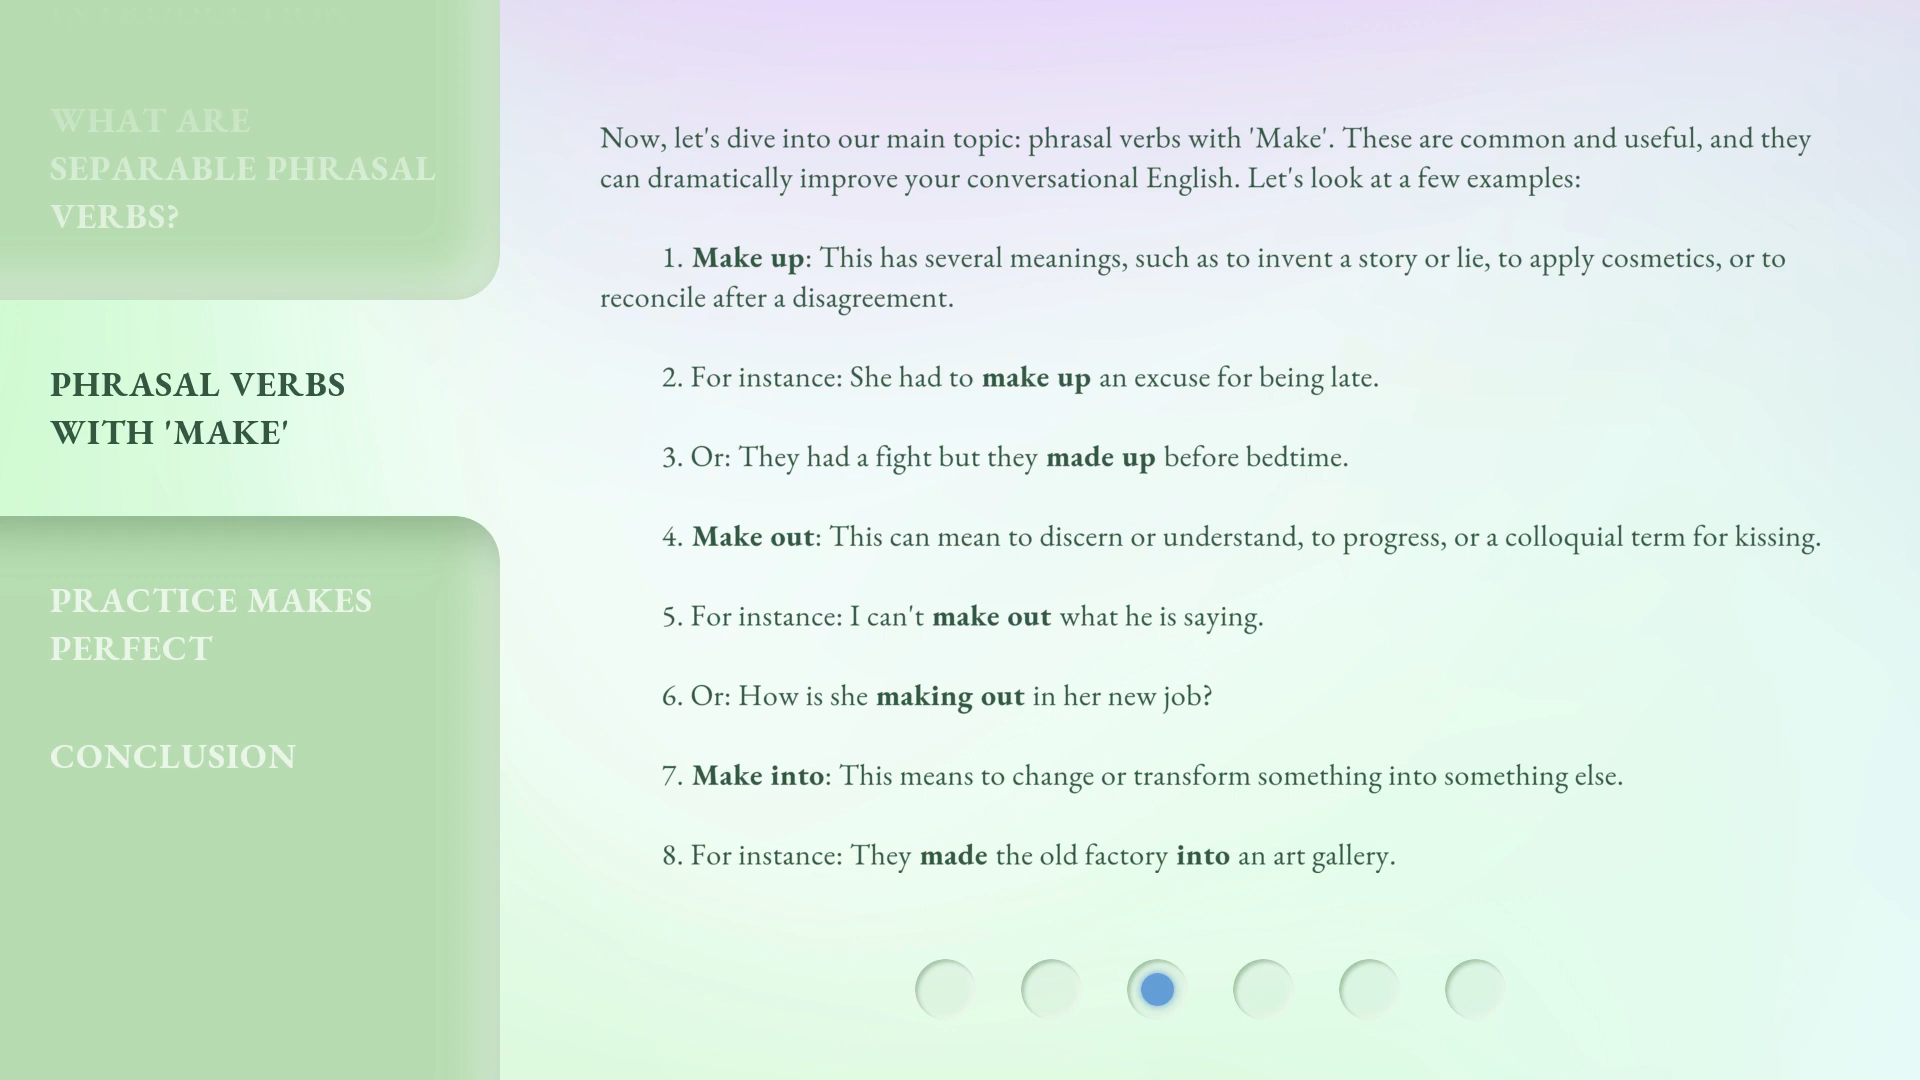 WHAT ARE
SEPARABLE PHRASAL
VERBS?
PHRASAL VERBS
WITH 'MAKE'
PRACTICE MAKES
PERFECT
CONCLUSION
Now, let's dive into our main topic: phrasal verbs with 'Make'. These are common and useful, and they
can dramatically improve your conversational English. Let's look at a few examples:
1. Make up: This has several meanings, such as to invent a story or lie, to apply cosmetics, or to
reconcile after a disagreement.
2. For instance: She had to make up an excuse for being late.
3. Or: They had a fight but they made up before bedtime.
4. Make out: This can mean to discern or understand, to progress, or a colloquial term for kissing.
5. For instance: I can't make out what he is saying.
6. Or: How is she making out in her new job?
7. Make into: This means to change or transform something into something else.
8. For instance: They made the old factory into an art gallery.